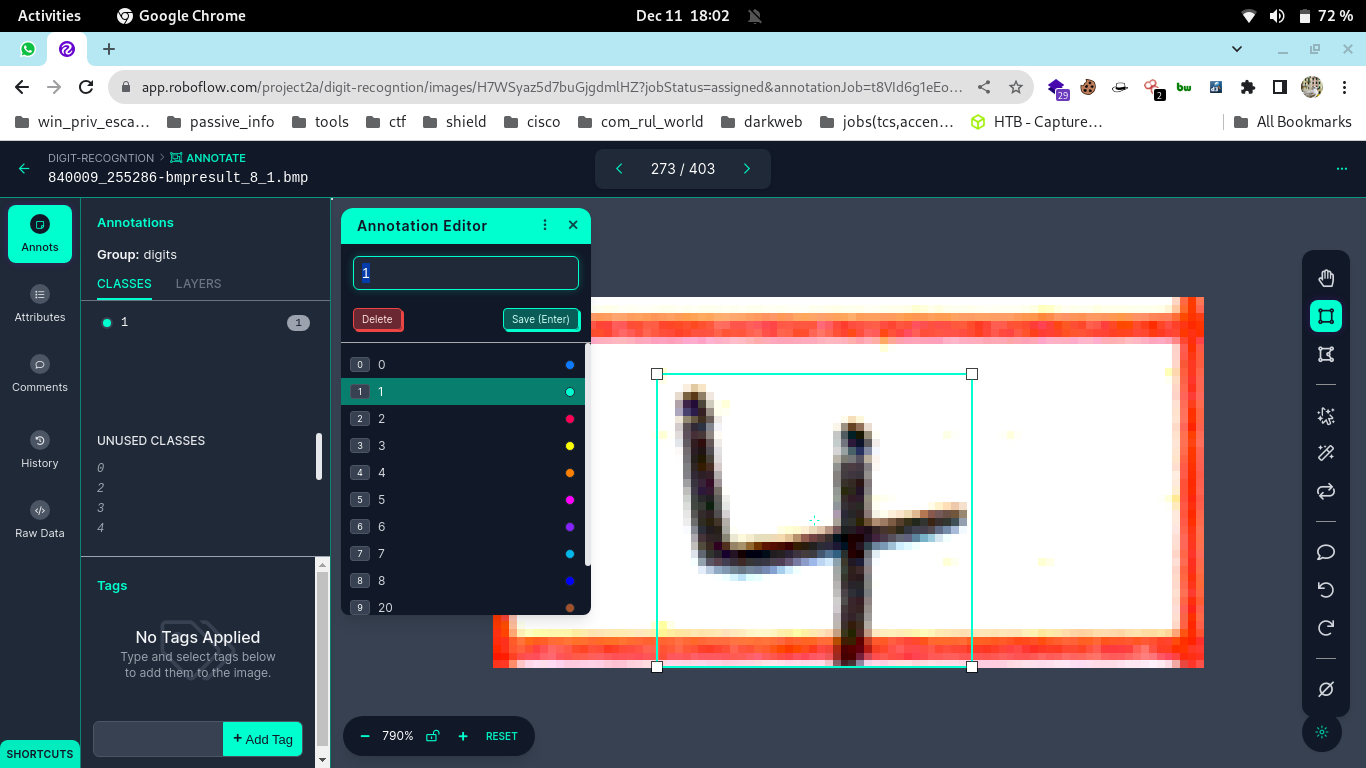 Activities
Google Chrome
Dec 11 18:02
72 %
app.roboflow.com/project2a/digit-recogntion/images/H7WSyaz5d7buGjgdmlHZ?jobStatus=assigned&annotationJob=t8VId6g1eEo...
29
2
bw
win_priv_esca...
passive_info
tools
ctf
shield
cisco
com_rul_world
darkweb
jobs(tcs,accen...
HTB - Capture...
All Bookmarks
DIGIT-RECOGNTION
ANNOTATE
840009_255286-bmpresult_8_1.bmp
273 / 403
Annots
Attributes
Comments
History
Raw Data
SHORTCUTS
Annotations
Group: digits
CLASSES
LAYERS
1
1
UNUSED CLASSES
0
2
3
4
Tags
No Tags Applied
Type and select tags below
to add them to the image.
+ Add Tag
Annotation Editor
1
Delete
Save (Enter)
0 0
1 1
2 2
3 3
4 4
5 5
6 6
7 7
8 8
9 20
4
790%
RESET